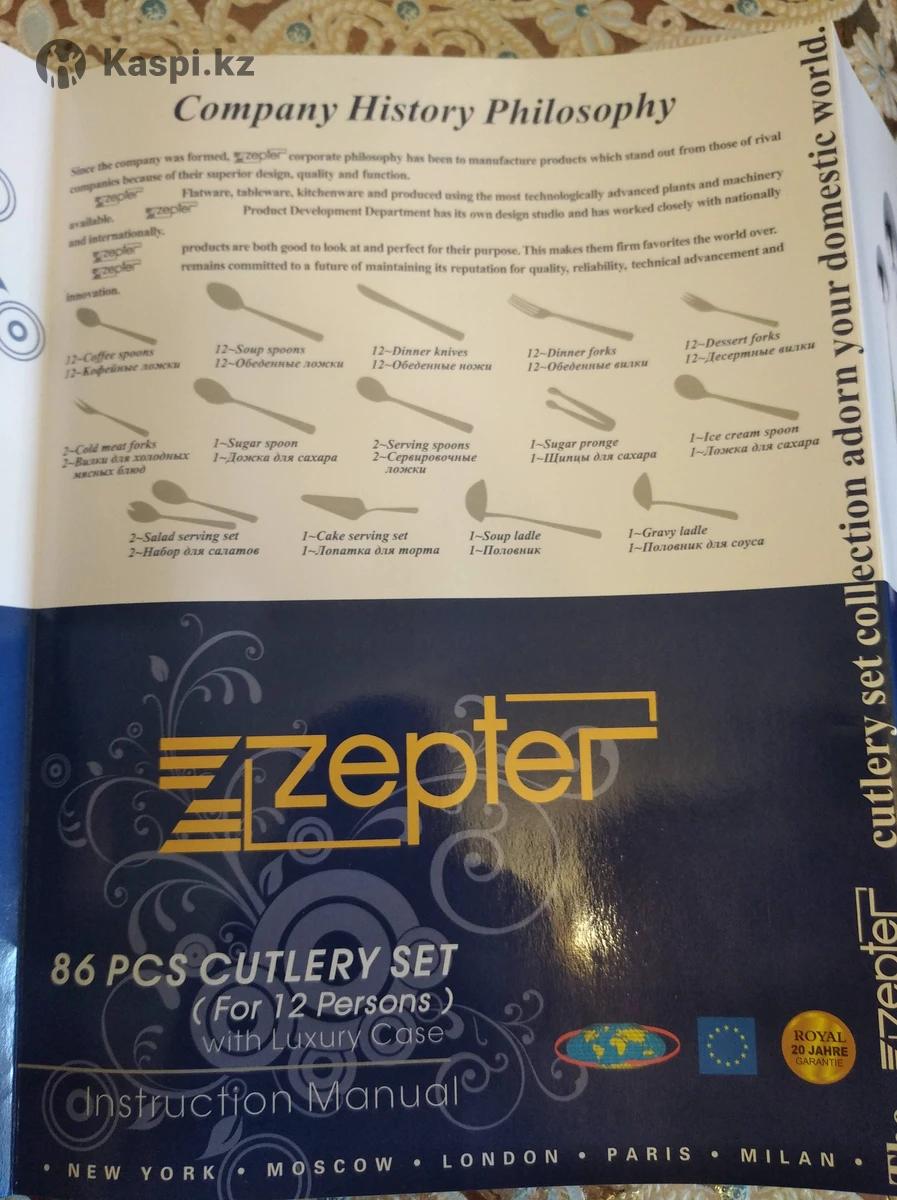 Kaspi.kz
Company History Philosophy
Since the company was formed, zepter corporate philosophy has been to manufacture products which stand out from those of rival
companies because of their superior design, quality and function.
zepter Flatware, tableware, kitchenware and produced using the most technologically advanced plants and machinery
available. zepter Product Development Department has its own design studio and has worked closely with nationally
and internationally.
zepter products are both good to look at and perfect for their purpose. This makes them firm favorites the world over.
zepter remains committed to a future of maintaining its reputation for quality, reliability, technical advancement and
innovation.
12~Coffee spoons
12~Кофейные ложки
12~Soup spoons
12~Обеденные ложки
12~Dinner knives
12~Обеденные ножи
12~Dinner forks
12~Обеденные вилки
12~Dessert forks
12~Десертные вилки
2~Cold meat forks
2~Вилки для холодных
мясных блюд
1~Sugar spoon
1~Дожка для сахара
2~Serving spoons
2~Сервировочные
ложки
1~Sugar pronge
1~Щипцы для сахара
1~Ice cream spoon
1~Ложка для сахара
2~Salad serving set
2~Набор для салатов
1~Cake serving set
1~Лопатка для торта
1~Soup ladle
1~Половник
1~Gravy ladle
1~Половник для соуса
zepter
86 PCS CUTLERY SET
(For 12 Persons)
with Luxury Case
Instruction Manual
ROYAL
20 JAHRE
GARANTIE
• NEW YORK • MOSCOW • LONDON • PARIS • MILAN •
The zepter cutlery set collection adorn your domestic world.